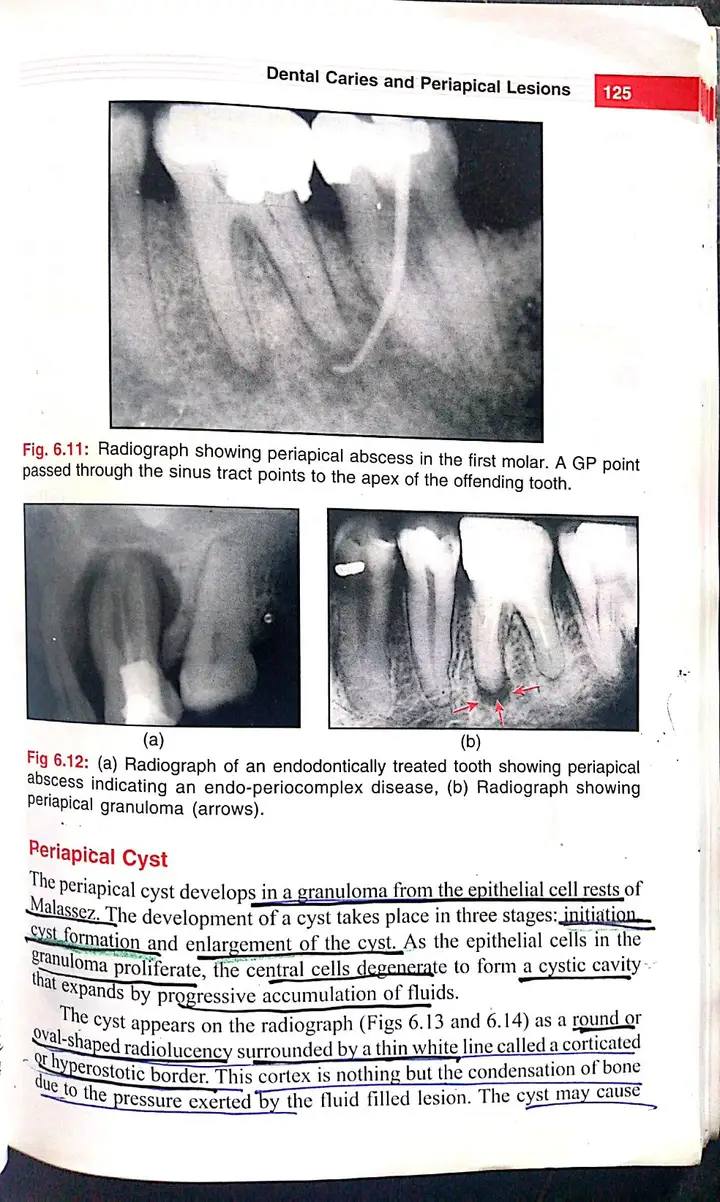 Dental Caries and Periapical Lesions 125
Fig. 6.11: Radiograph showing periapical abscess in the first molar. A GP point
passed through the sinus tract points to the apex of the offending tooth.
(a) (b)
Fig 6.12: (a) Radiograph of an endodontically treated tooth showing periapical
abscess indicating an endo-periocomplex disease, (b) Radiograph showing
periapical granuloma (arrows).
Periapical Cyst
The periapical cyst develops in a granuloma from the epithelial cell rests of
Malassez. The development of a cyst takes place in three stages: initiation,
cyst formation and enlargement of the cyst. As the epithelial cells in the
granuloma proliferate, the central cells degenerate to form a cystic cavity
that expands by progressive accumulation of fluids.
The cyst appears on the radiograph (Figs 6.13 and 6.14) as a round or
oval-shaped radiolucency surrounded by a thin white line called a corticated
or hyperostotic border. This cortex is nothing but the condensation of bone
due to the pressure exerted by the fluid filled lesion. The cyst may cause